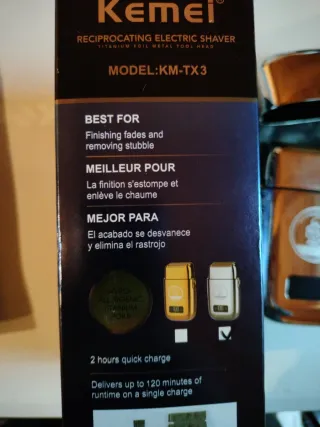 Kemei
RECIPROCATING ELECTRIC SHAVER
TITANIUM FOIL METAL TOOL HEAD
MODEL:KM-TX3
BEST FOR
Finishing fades and
removing stubble
MEILLEUR POUR
La finition s'estompe et
enlève le chaume
MEJOR PARA
El acabado se desvanece
y elimina el rastrojo
2 hours quick charge
Delivers up to 120 minutes of
runtime on a single charge